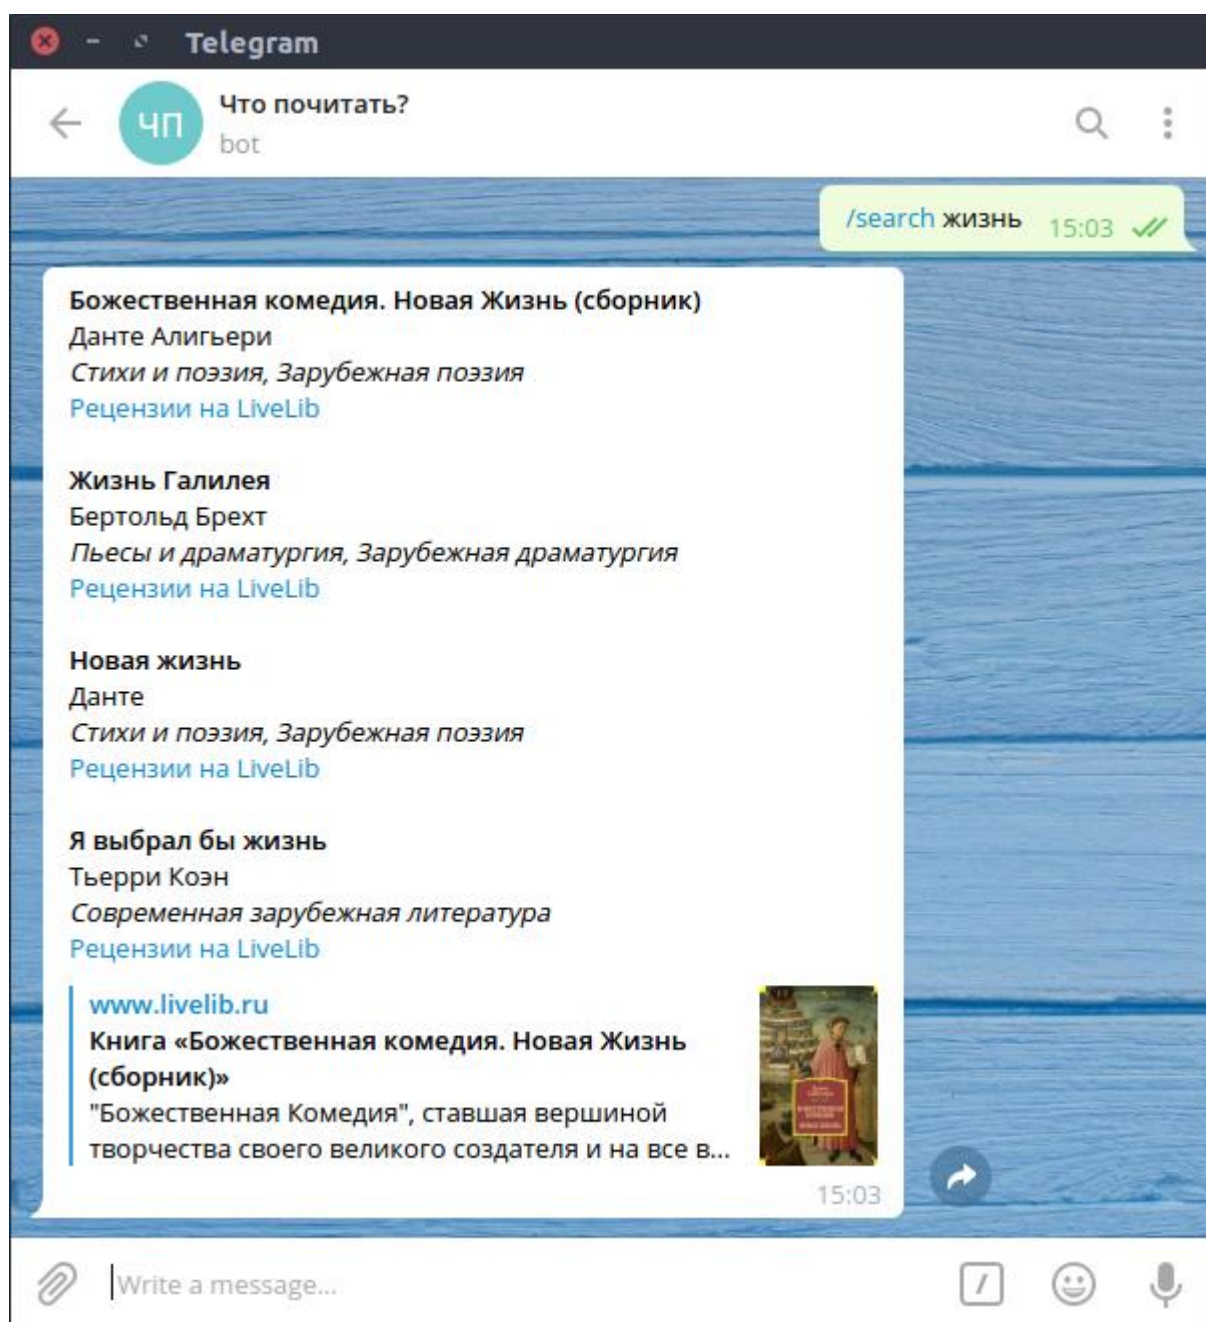 Telegram
Что почитать?
ЧП
bot
/search жизнь 15:03
Божественная комедия. Новая Жизнь (сборник)
Данте Алигьери
Стихи и поэзия, Зарубежная поэзия
Рецензии на LiveLib
Жизнь Галилея
Бертольд Брехт
Пьесы и драматургия, Зарубежная драматургия
Рецензии на LiveLib
Новая жизнь
Данте
Стихи и поэзия, Зарубежная поэзия
Рецензии на LiveLib
Я выбрал бы жизнь
Тьерри Коэн
Современная зарубежная литература
Рецензии на LiveLib
www.livelib.ru
Книга «Божественная комедия. Новая Жизнь
(сборник)»
"Божественная Комедия", ставшая вершиной
творчества своего великого создателя и на все в...
15:03
Write a message...